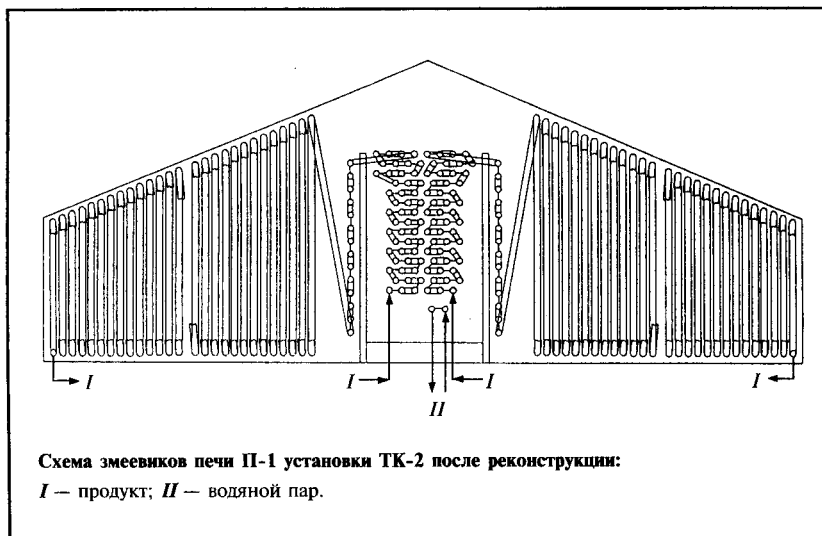 I I I I
II
Схема змеевиков печи П-1 установки ТК-2 после реконструкции:
I — продукт; II — водяной пар.